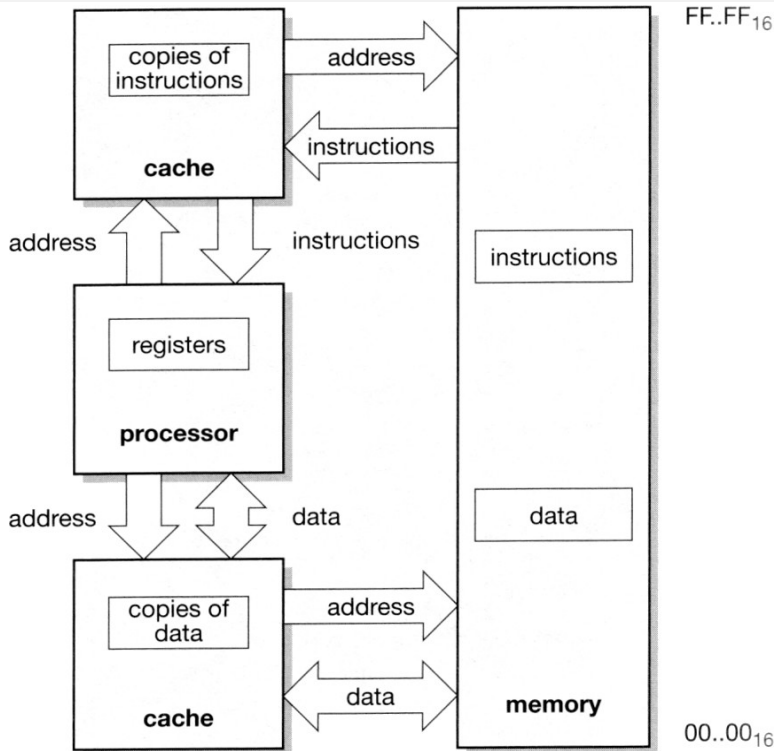 FF..FF16
copies of
instructions
address
instructions
cache
address
instructions
instructions
registers
processor
address
data
data
copies of
data
address
data
cache
memory
00..0016